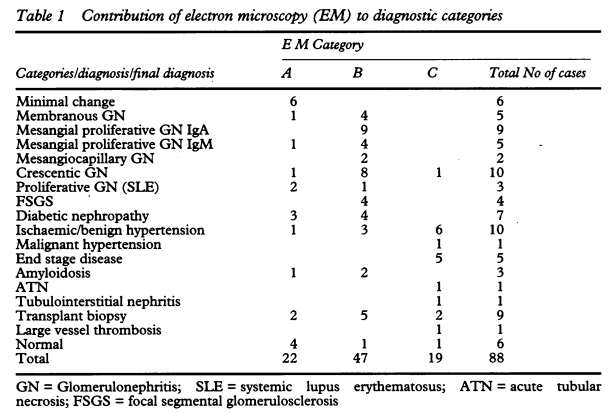 Table 1 Contribution of electron microscopy (EM) to diagnostic categories
E M Category
Categories/diagnosis/final diagnosis A B C Total No of cases
Minimal change 6 6
Membranous GN 1 4 5
Mesangial proliferative GN IgA 9 9
Mesangial proliferative GN IgM 1 4 5
Mesangiocapillary GN 2 2
Crescentic GN 1 8 1 10
Proliferative GN (SLE) 2 1 3
FSGS 4 4
Diabetic nephropathy 3 4 7
Ischaemic/benign hypertension 1 3 6 10
Malignant hypertension 1 1
End stage disease 5 5
Amyloidosis 1 2 3
ATN 1 1
Tubulointerstitial nephritis 1 1
Transplant biopsy 2 5 2 9
Large vessel thrombosis 1 1
Normal 4 1 1 6
Total 22 47 19 88
GN = Glomerulonephritis; SLE = systemic lupus erythematosus; ATN = acute tubular
necrosis; FSGS = focal segmental glomerulosclerosis